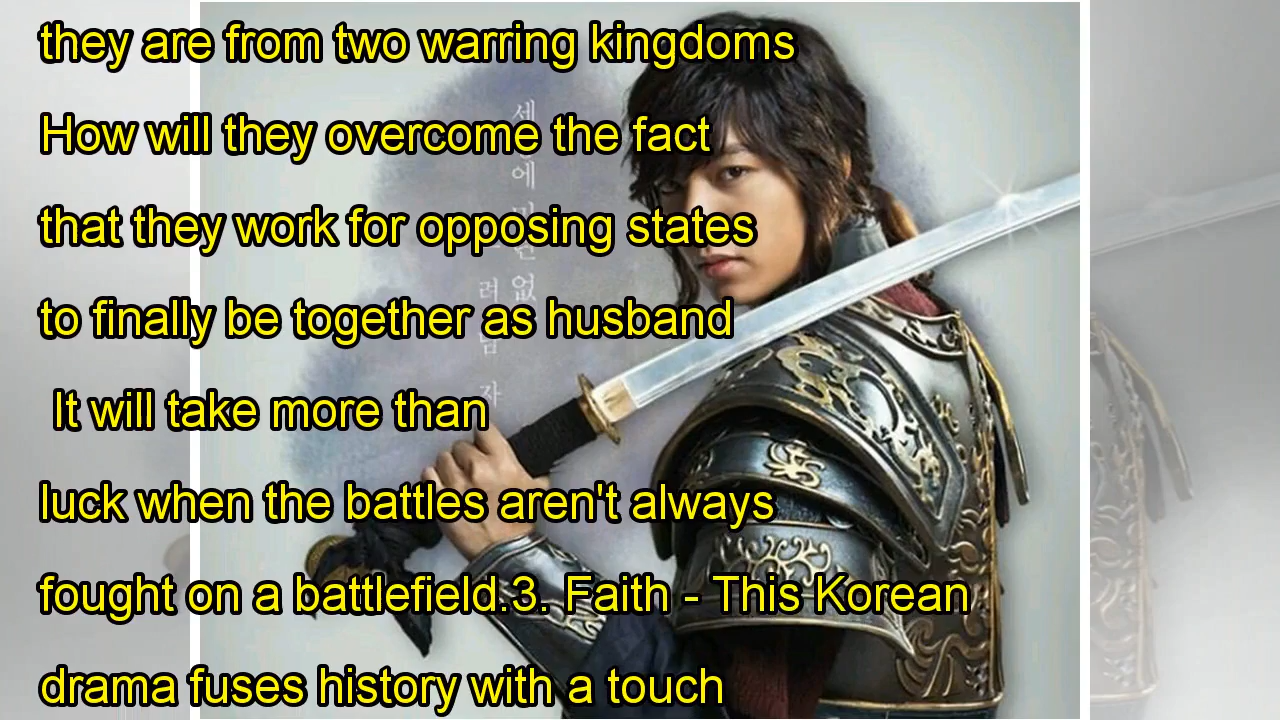 they are from two warring kingdoms
How will they overcome the fact
that they work for opposing states
to finally be together as husband
It will take more than
luck when the battles aren't always
fought on a battlefield.3. Faith - This Korean
drama fuses history with a touch